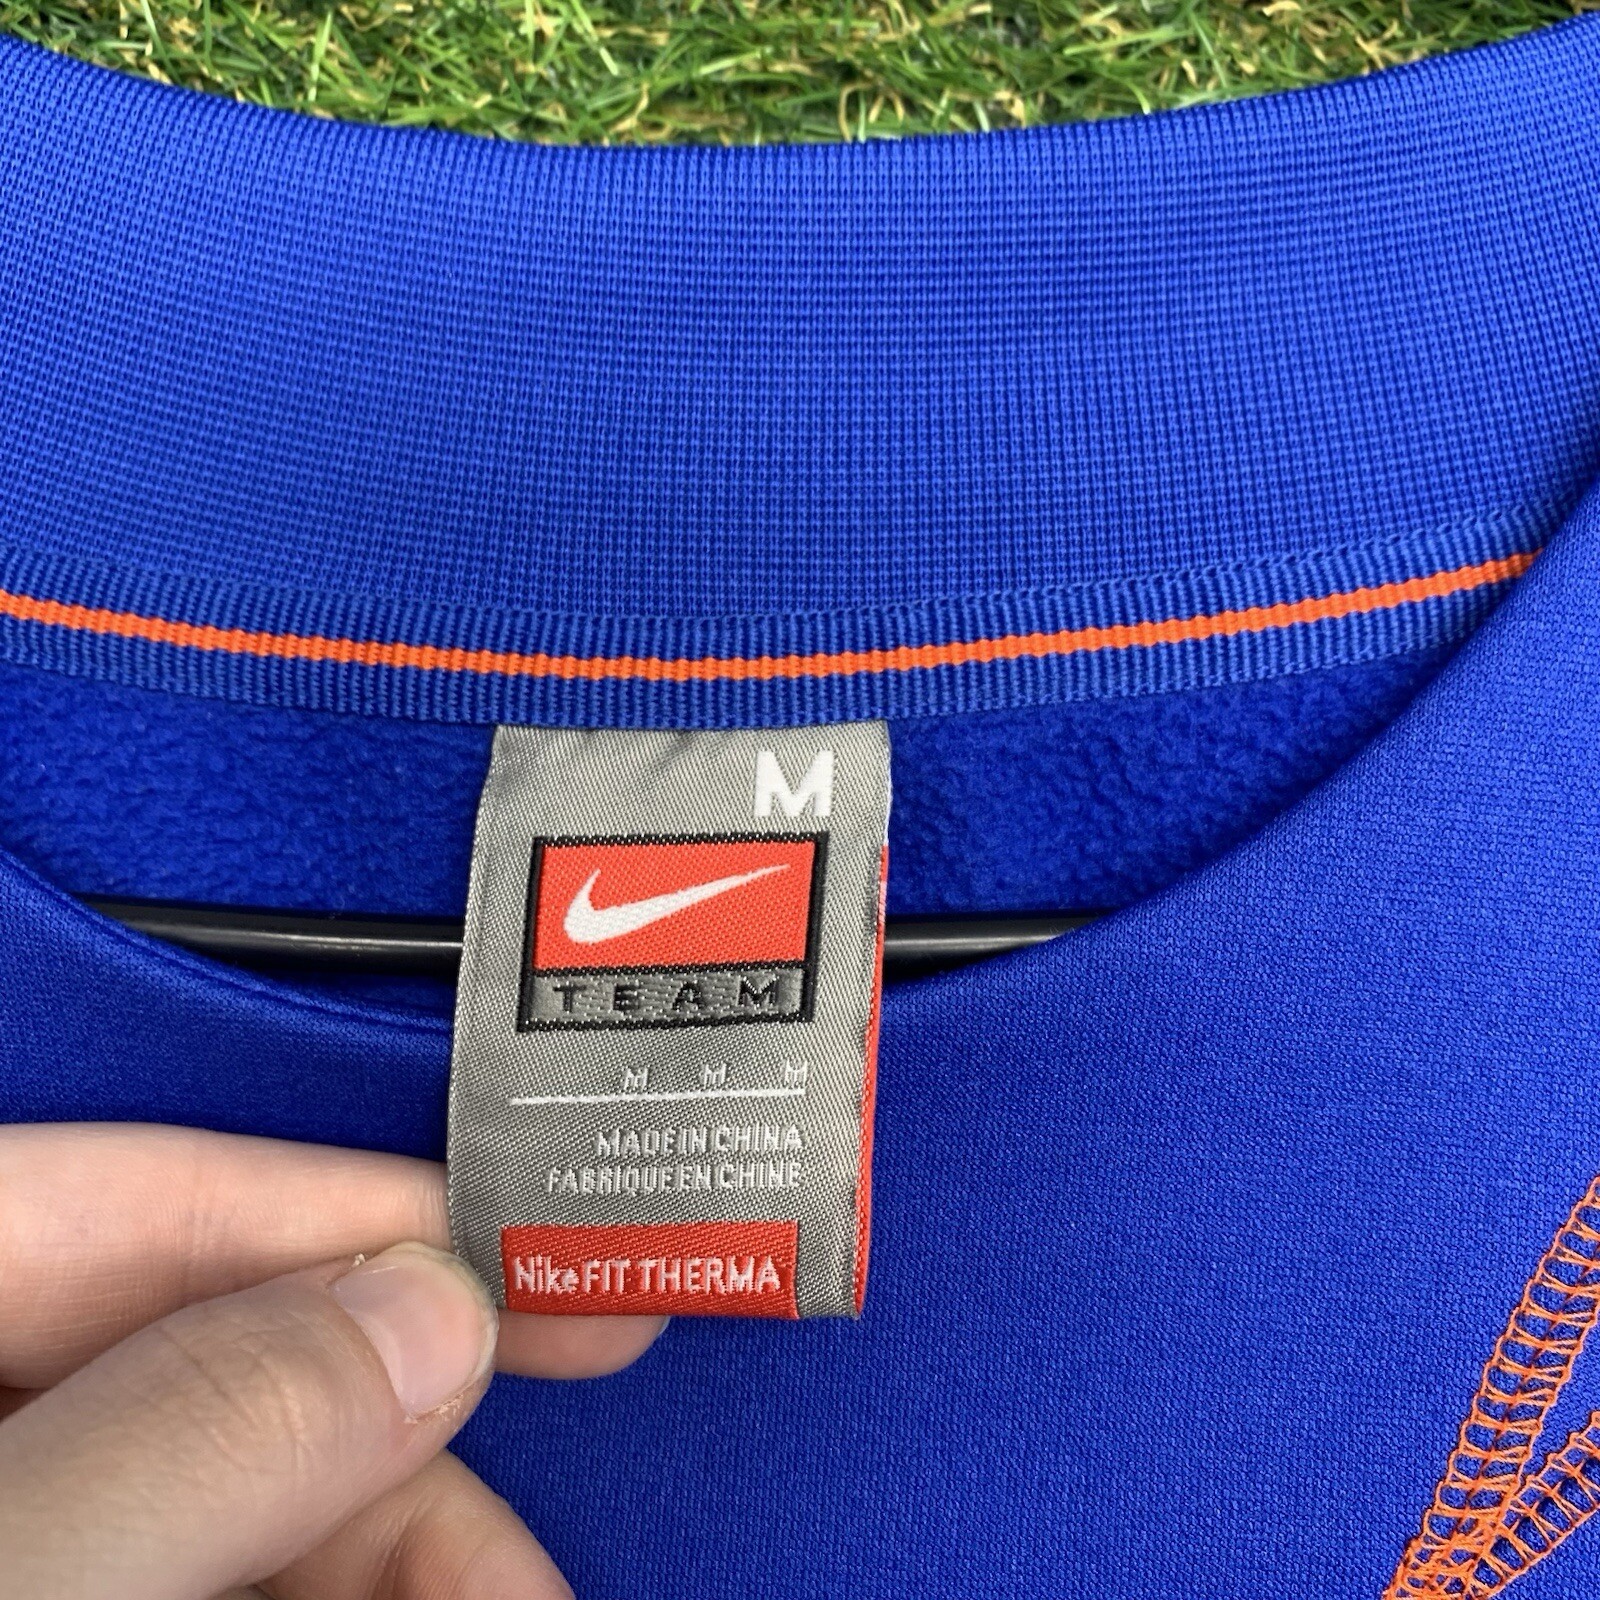 M
TEAM
M M M
MADE IN CHINA
FABRIQUE EN CHINE
Nike FIT THERMA